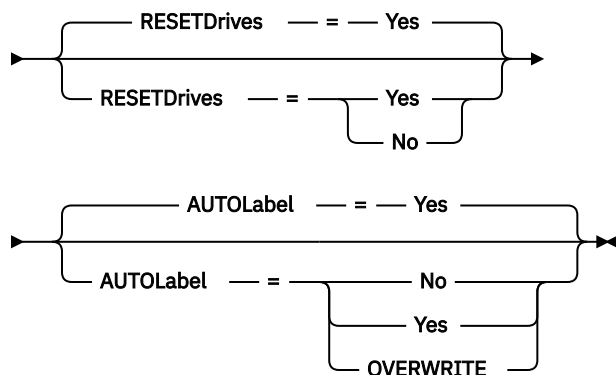 RESETDrives = Yes
RESETDrives = Yes
No
AUTOLabel = Yes
AUTOLabel = No
Yes
OVERWRITE